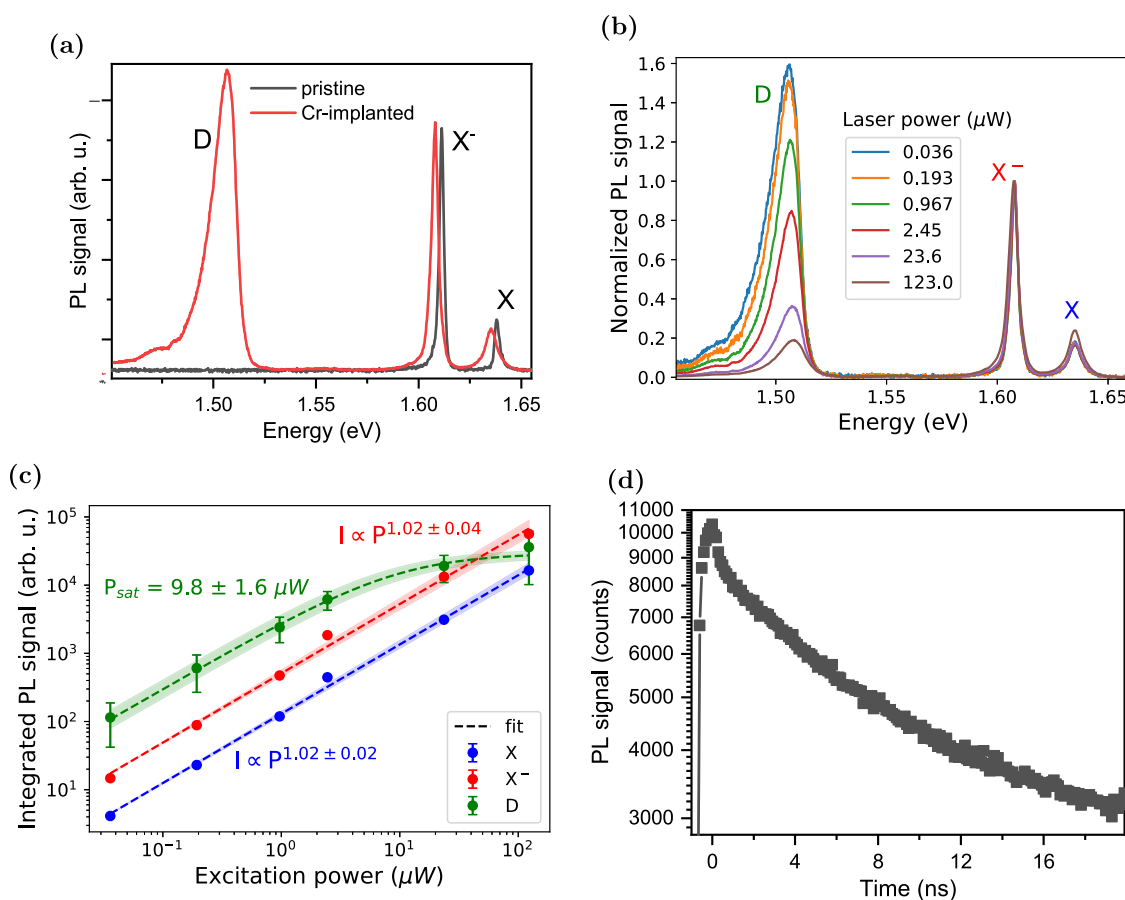 (a)
pristine
Cr-implanted
D
X-
X
PL signal (arb. u.)
1.50 1.55 1.60 1.65
Energy (eV)
(b)
1.6
1.4
1.2
1.0
0.8
0.6
0.4
0.2
0.0
Normalized PL signal
D
Laser power (μW)
0.036
0.193
0.967
2.45
23.6
123.0
X−
X
1.50 1.55 1.60 1.65
Energy (eV)
(c)
10^5
10^4
10^3
10^2
10^1
Integrated PL signal (arb. u.)
I ∝ P^1.02 ± 0.04
P_sat = 9.8 ± 1.6 μW
I ∝ P^1.02 ± 0.02
fit
X
X−
D
10^−1 10^0 10^1 10^2
Excitation power (μW)
(d)
11000
10000
9000
8000
7000
6000
5000
4000
3000
PL signal (counts)
0 4 8 12 16
Time (ns)